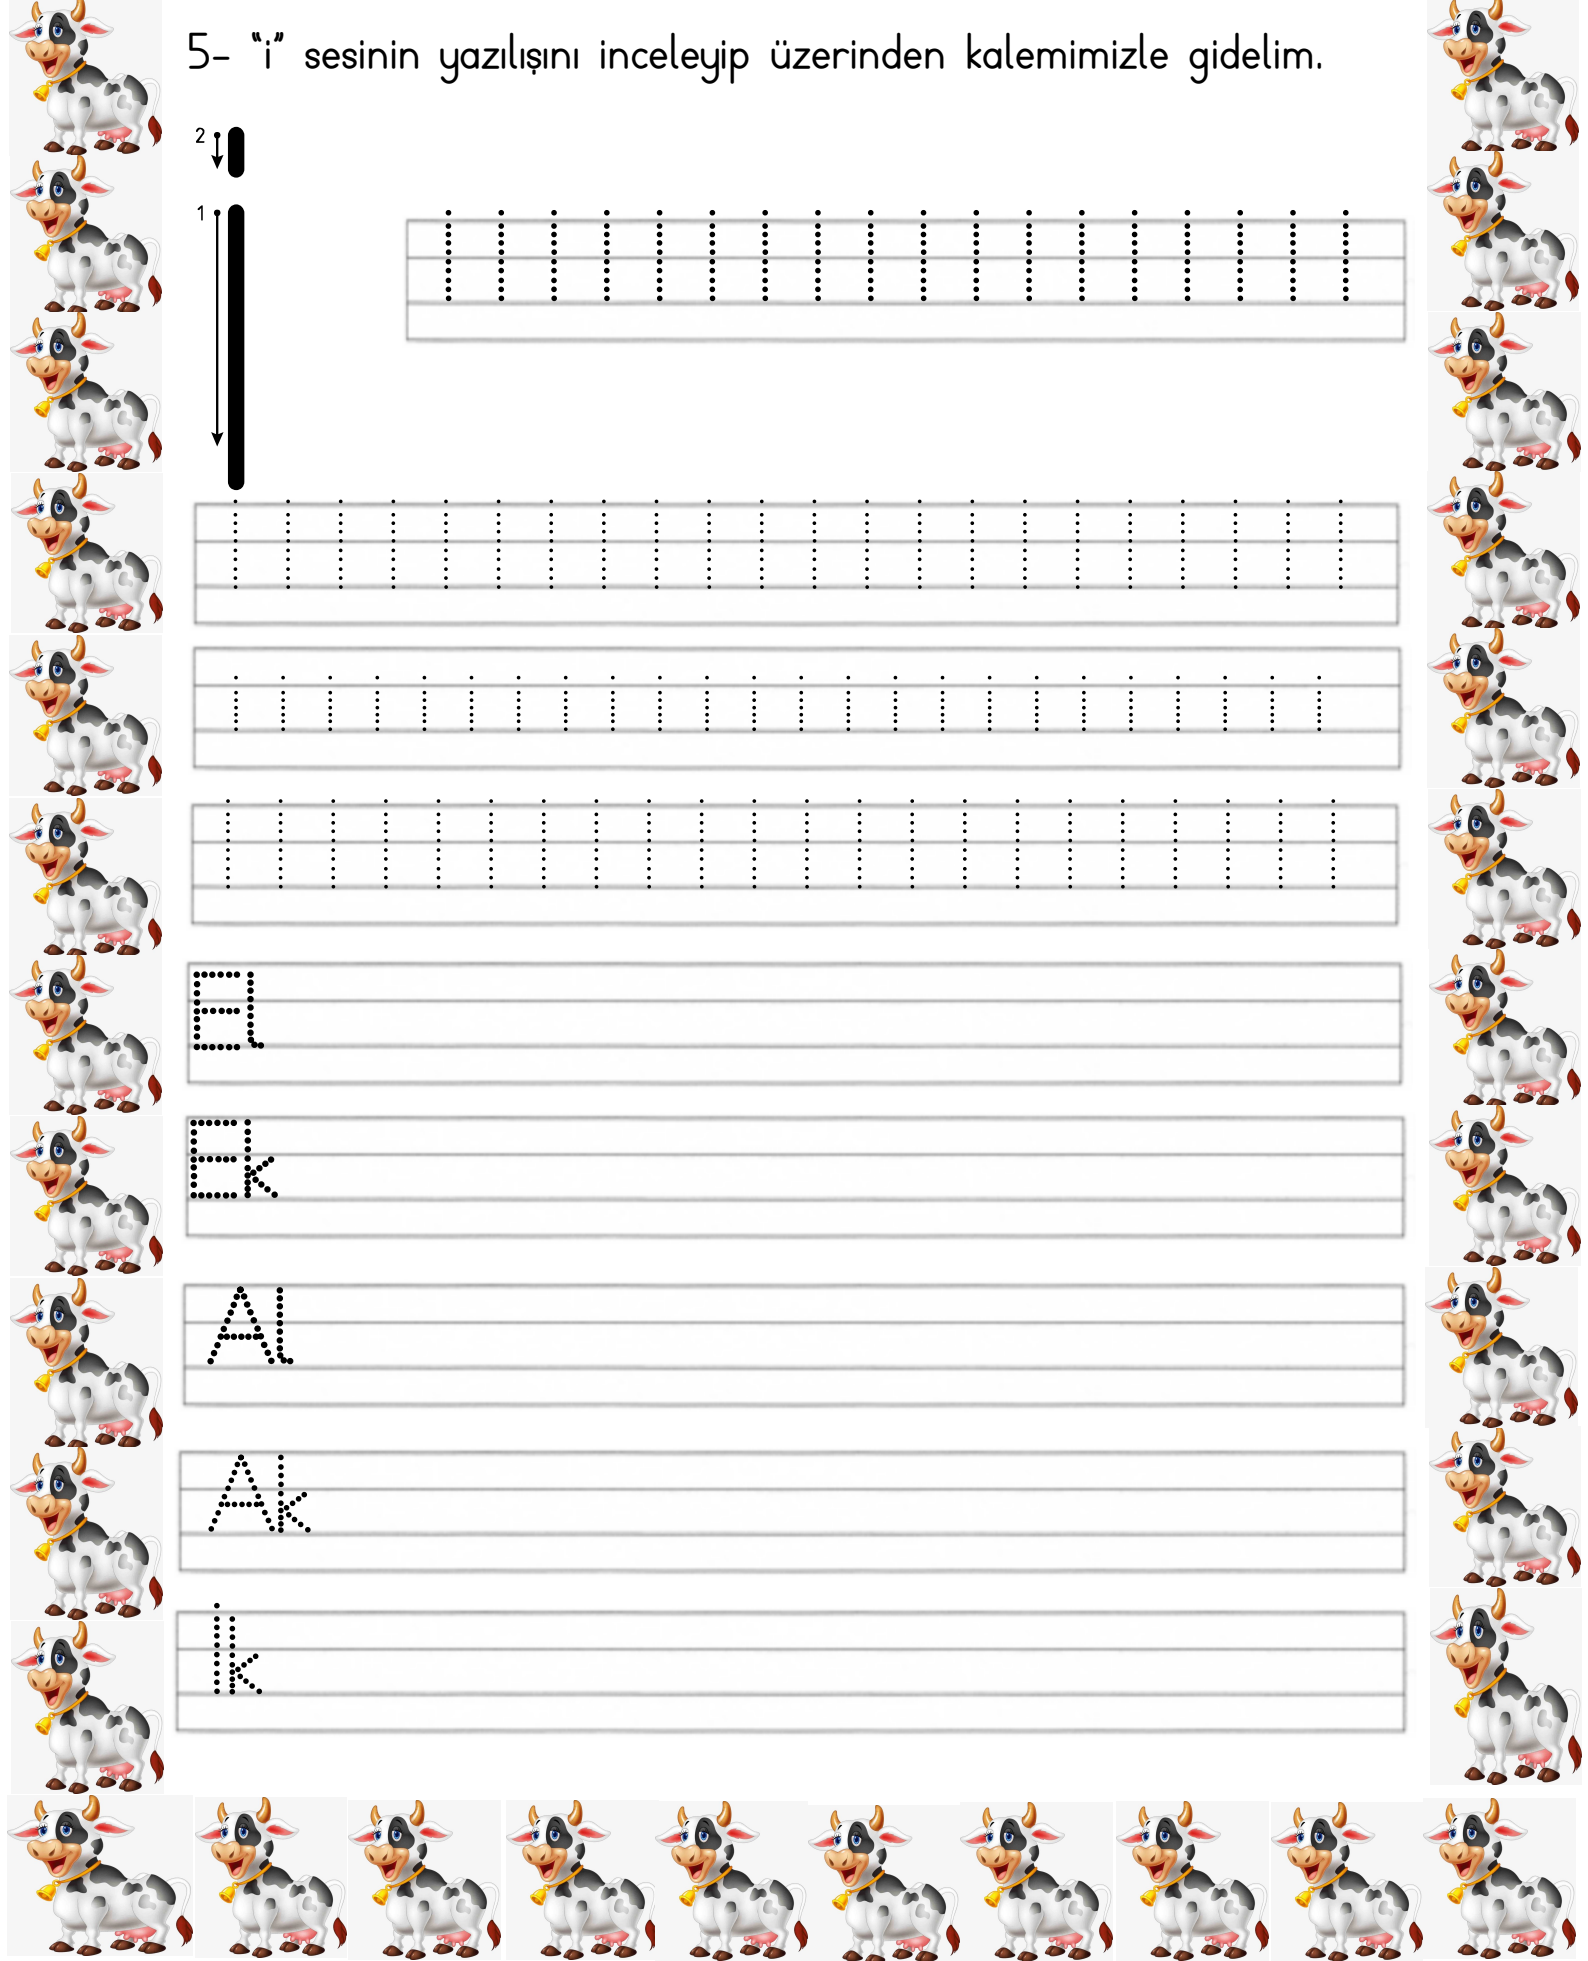 5- "i" sesinin yazılışını inceleyip üzerinden kalemimizle gidelim.
2
1
İ İ İ İ İ İ İ İ İ İ İ İ İ İ İ İ İ İ
İ İ İ İ İ İ İ İ İ İ İ İ İ İ İ İ İ İ İ İ İ İ
i i i i i i i i i i i i i i i i i i i i i i i i
İ İ İ İ İ İ İ İ İ İ İ İ İ İ İ İ İ İ İ İ İ İ
El
Ek
Al
Ak
İk